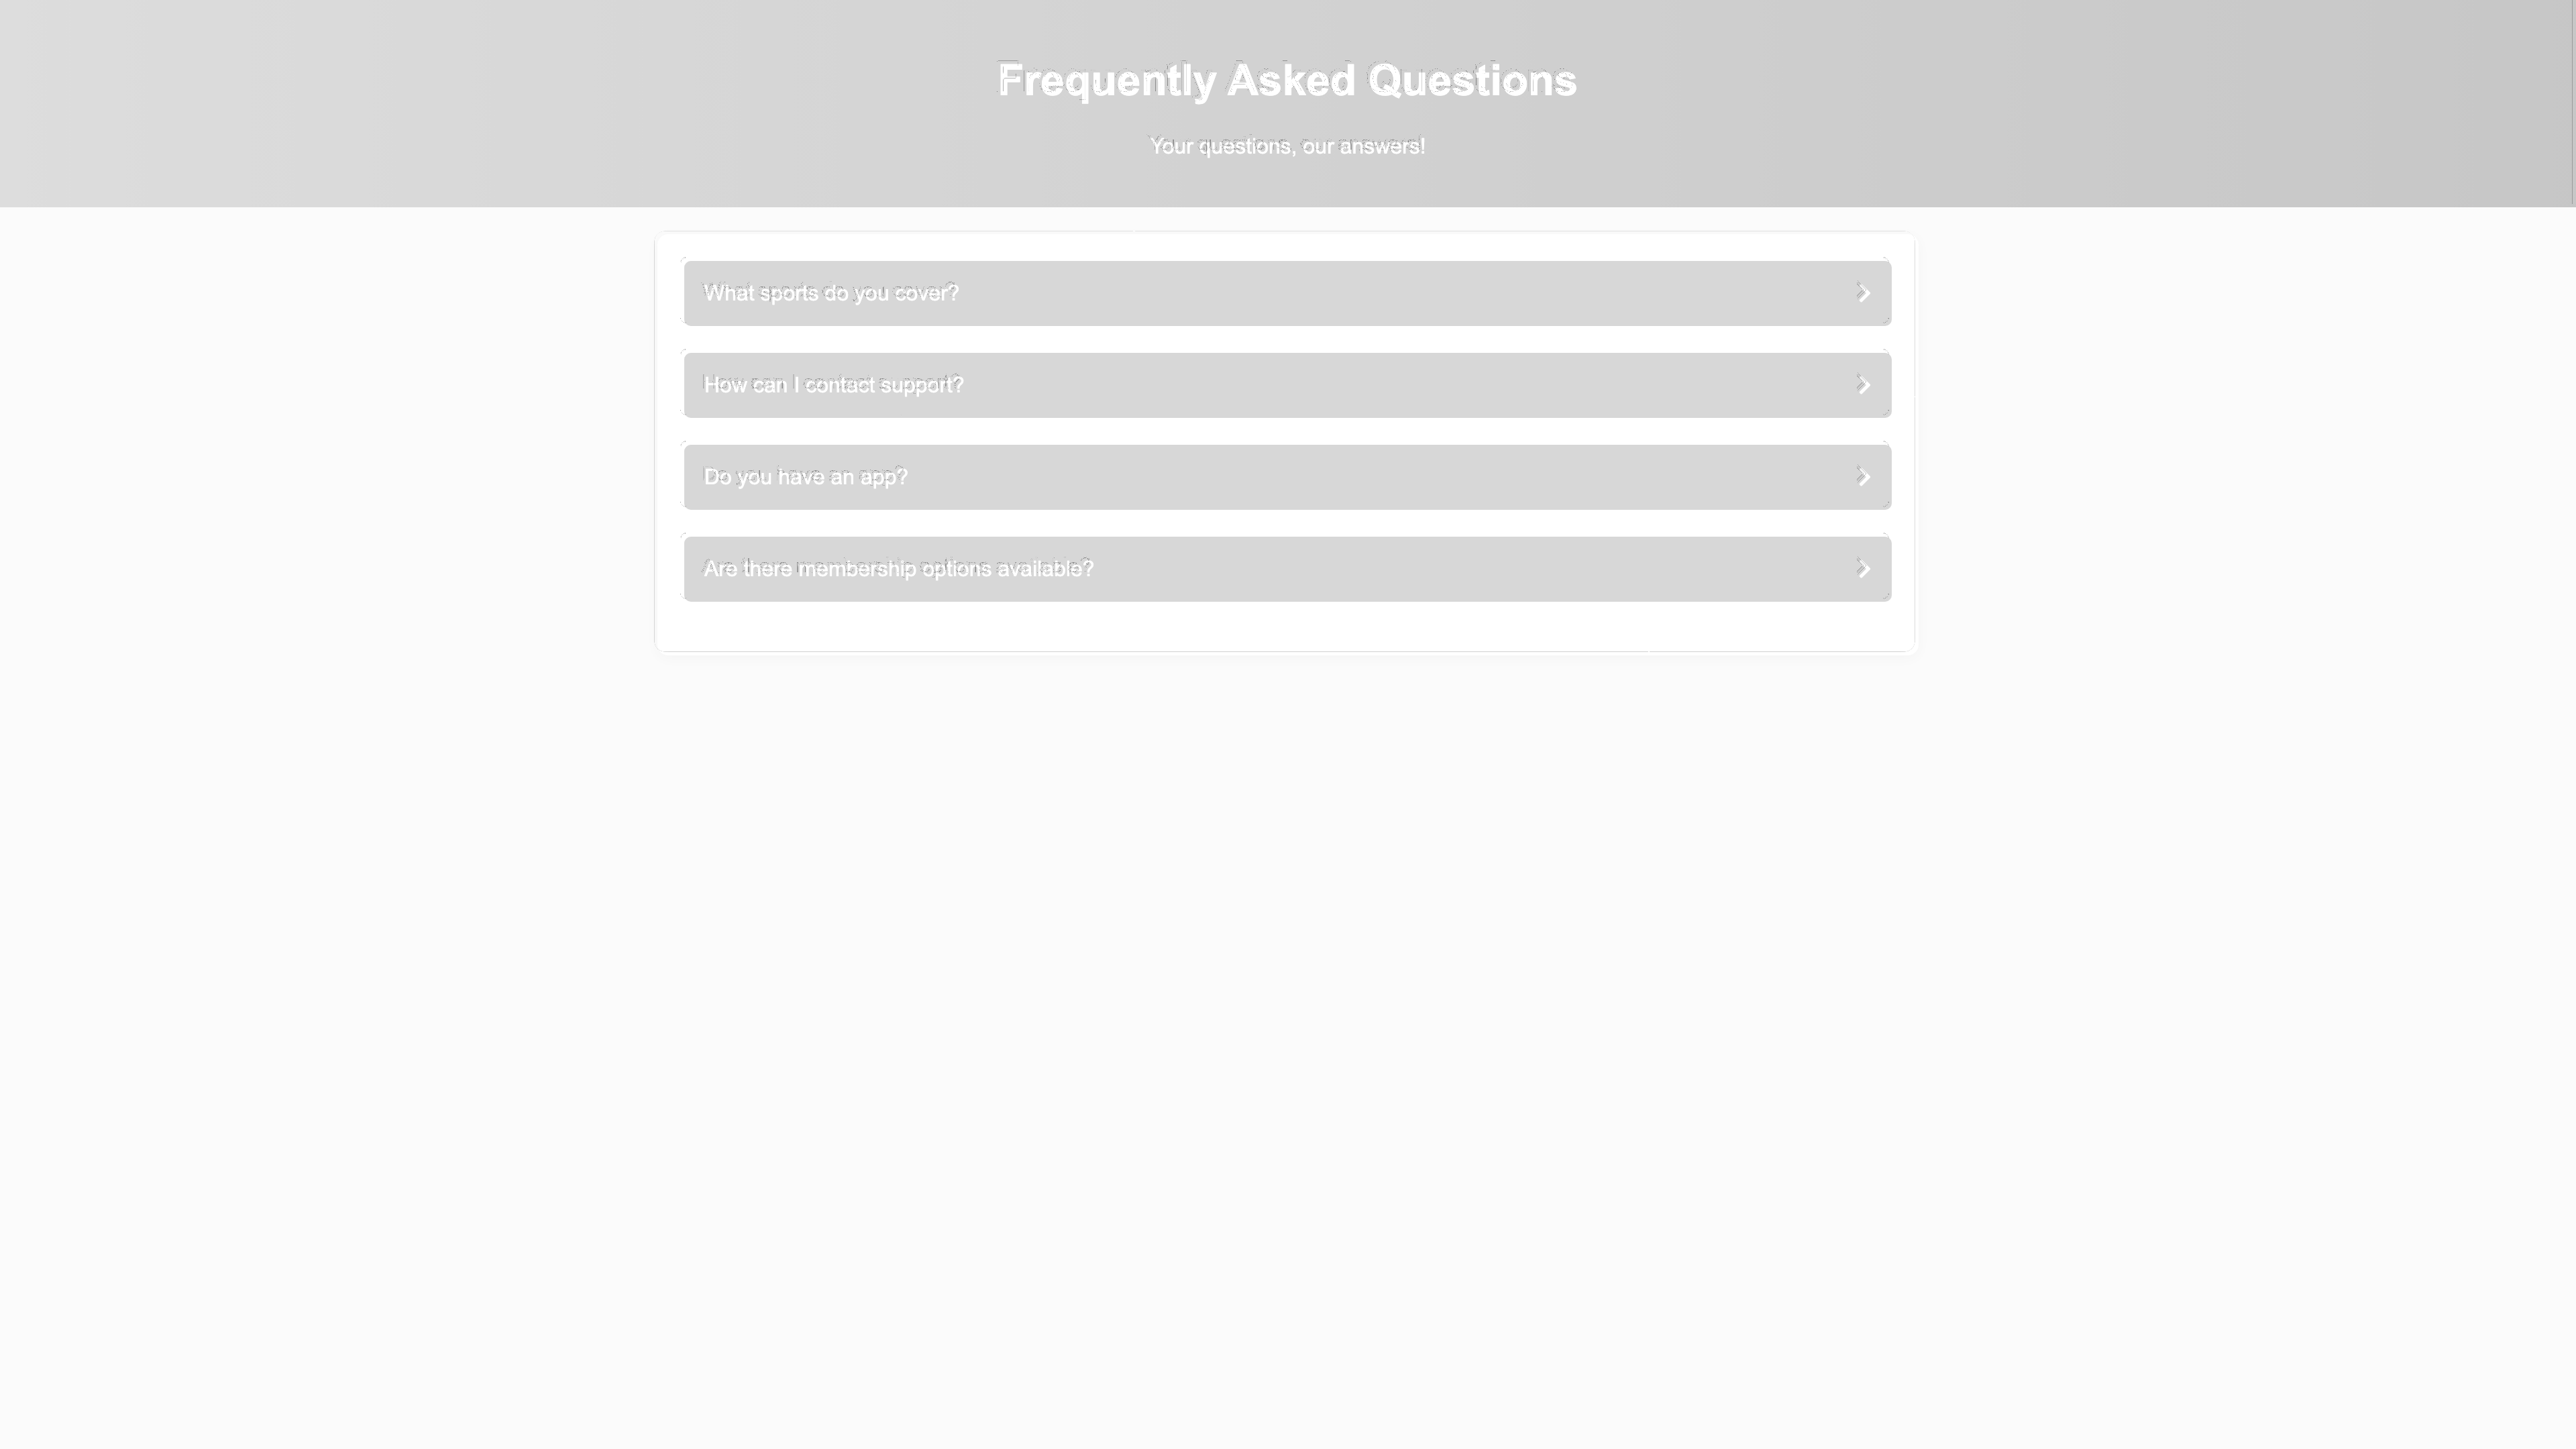 Frequently Asked Questions
Your questions, our answers!
What sports do you cover?
How can I contact support?
Do you have an app?
Are there membership options available?